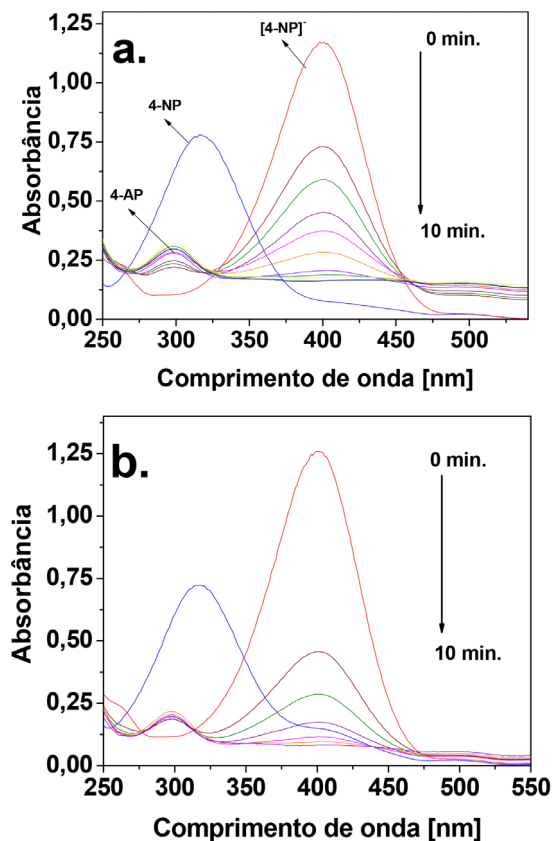 a.
[4-NP]⁻
0 min.
4-NP
4-AP
10 min.
Absorbância
1,25
1,00
0,75
0,50
0,25
0,00
250 300 350 400 450 500
Comprimento de onda [nm]
b.
0 min.
10 min.
Absorbância
1,25
1,00
0,75
0,50
0,25
0,00
250 300 350 400 450 500 550
Comprimento de onda [nm]